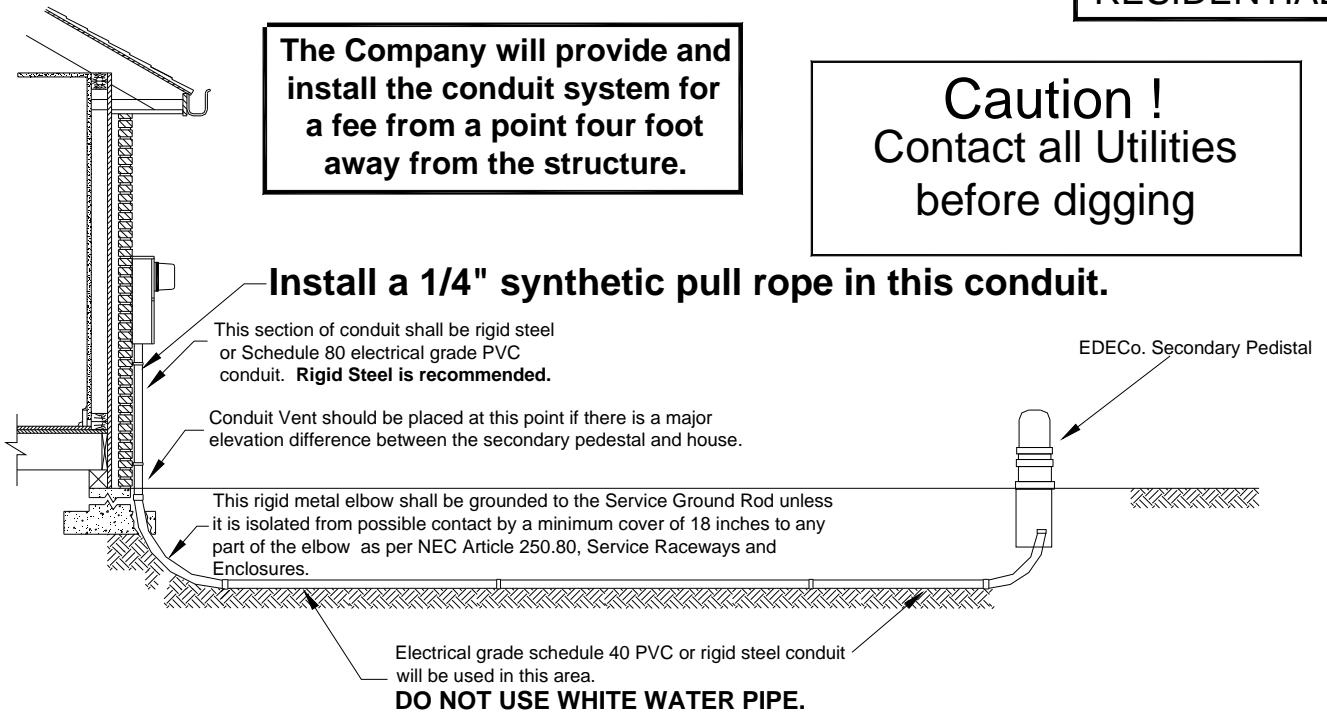 RESIDENTIAL
The Company will provide and
install the conduit system for
a fee from a point four foot
away from the structure.
Caution !
Contact all Utilities
before digging
Install a 1/4" synthetic pull rope in this conduit.
This section of conduit shall be rigid steel
or Schedule 80 electrical grade PVC
conduit. Rigid Steel is recommended.
EDECo. Secondary Pedistal
Conduit Vent should be placed at this point if there is a major
elevation difference between the secondary pedestal and house.
This rigid metal elbow shall be grounded to the Service Ground Rod unless
it is isolated from possible contact by a minimum cover of 18 inches to any
part of the elbow as per NEC Article 250.80, Service Raceways and
Enclosures.
Electrical grade schedule 40 PVC or rigid steel conduit
will be used in this area.
DO NOT USE WHITE WATER PIPE.